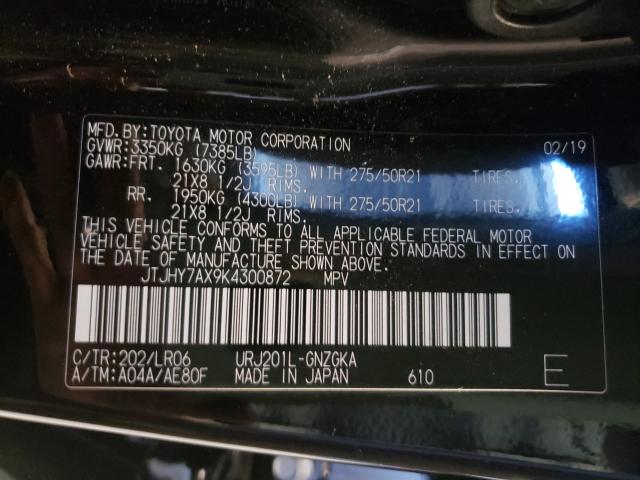 MFD.BY:TOYOTA MOTOR CORPORATION 02/19
GVWR:3350KG (7385LB)
GAWR:FRT. 1630KG (3595LB) WITH 275/50R21 TIRES.
21X8 1/2J RIMS.
RR. 1950KG (4300LB) WITH 275/50R21 TIRES.
21X8 1/2J RIMS.
THIS VEHICLE CONFORMS TO ALL APPLICABLE FEDERAL MOTOR
VEHICLE SAFETY AND THEFT PREVENTION STANDARDS IN EFFECT ON
THE DATE OF MANUFACTURE SHOWN ABOVE.
JTJHY7AX9K4300872 MPV
C/TR:202/LR06 URJ201L-GNZGKA
A/TM:A04A/AE80F MADE IN JAPAN 610 E